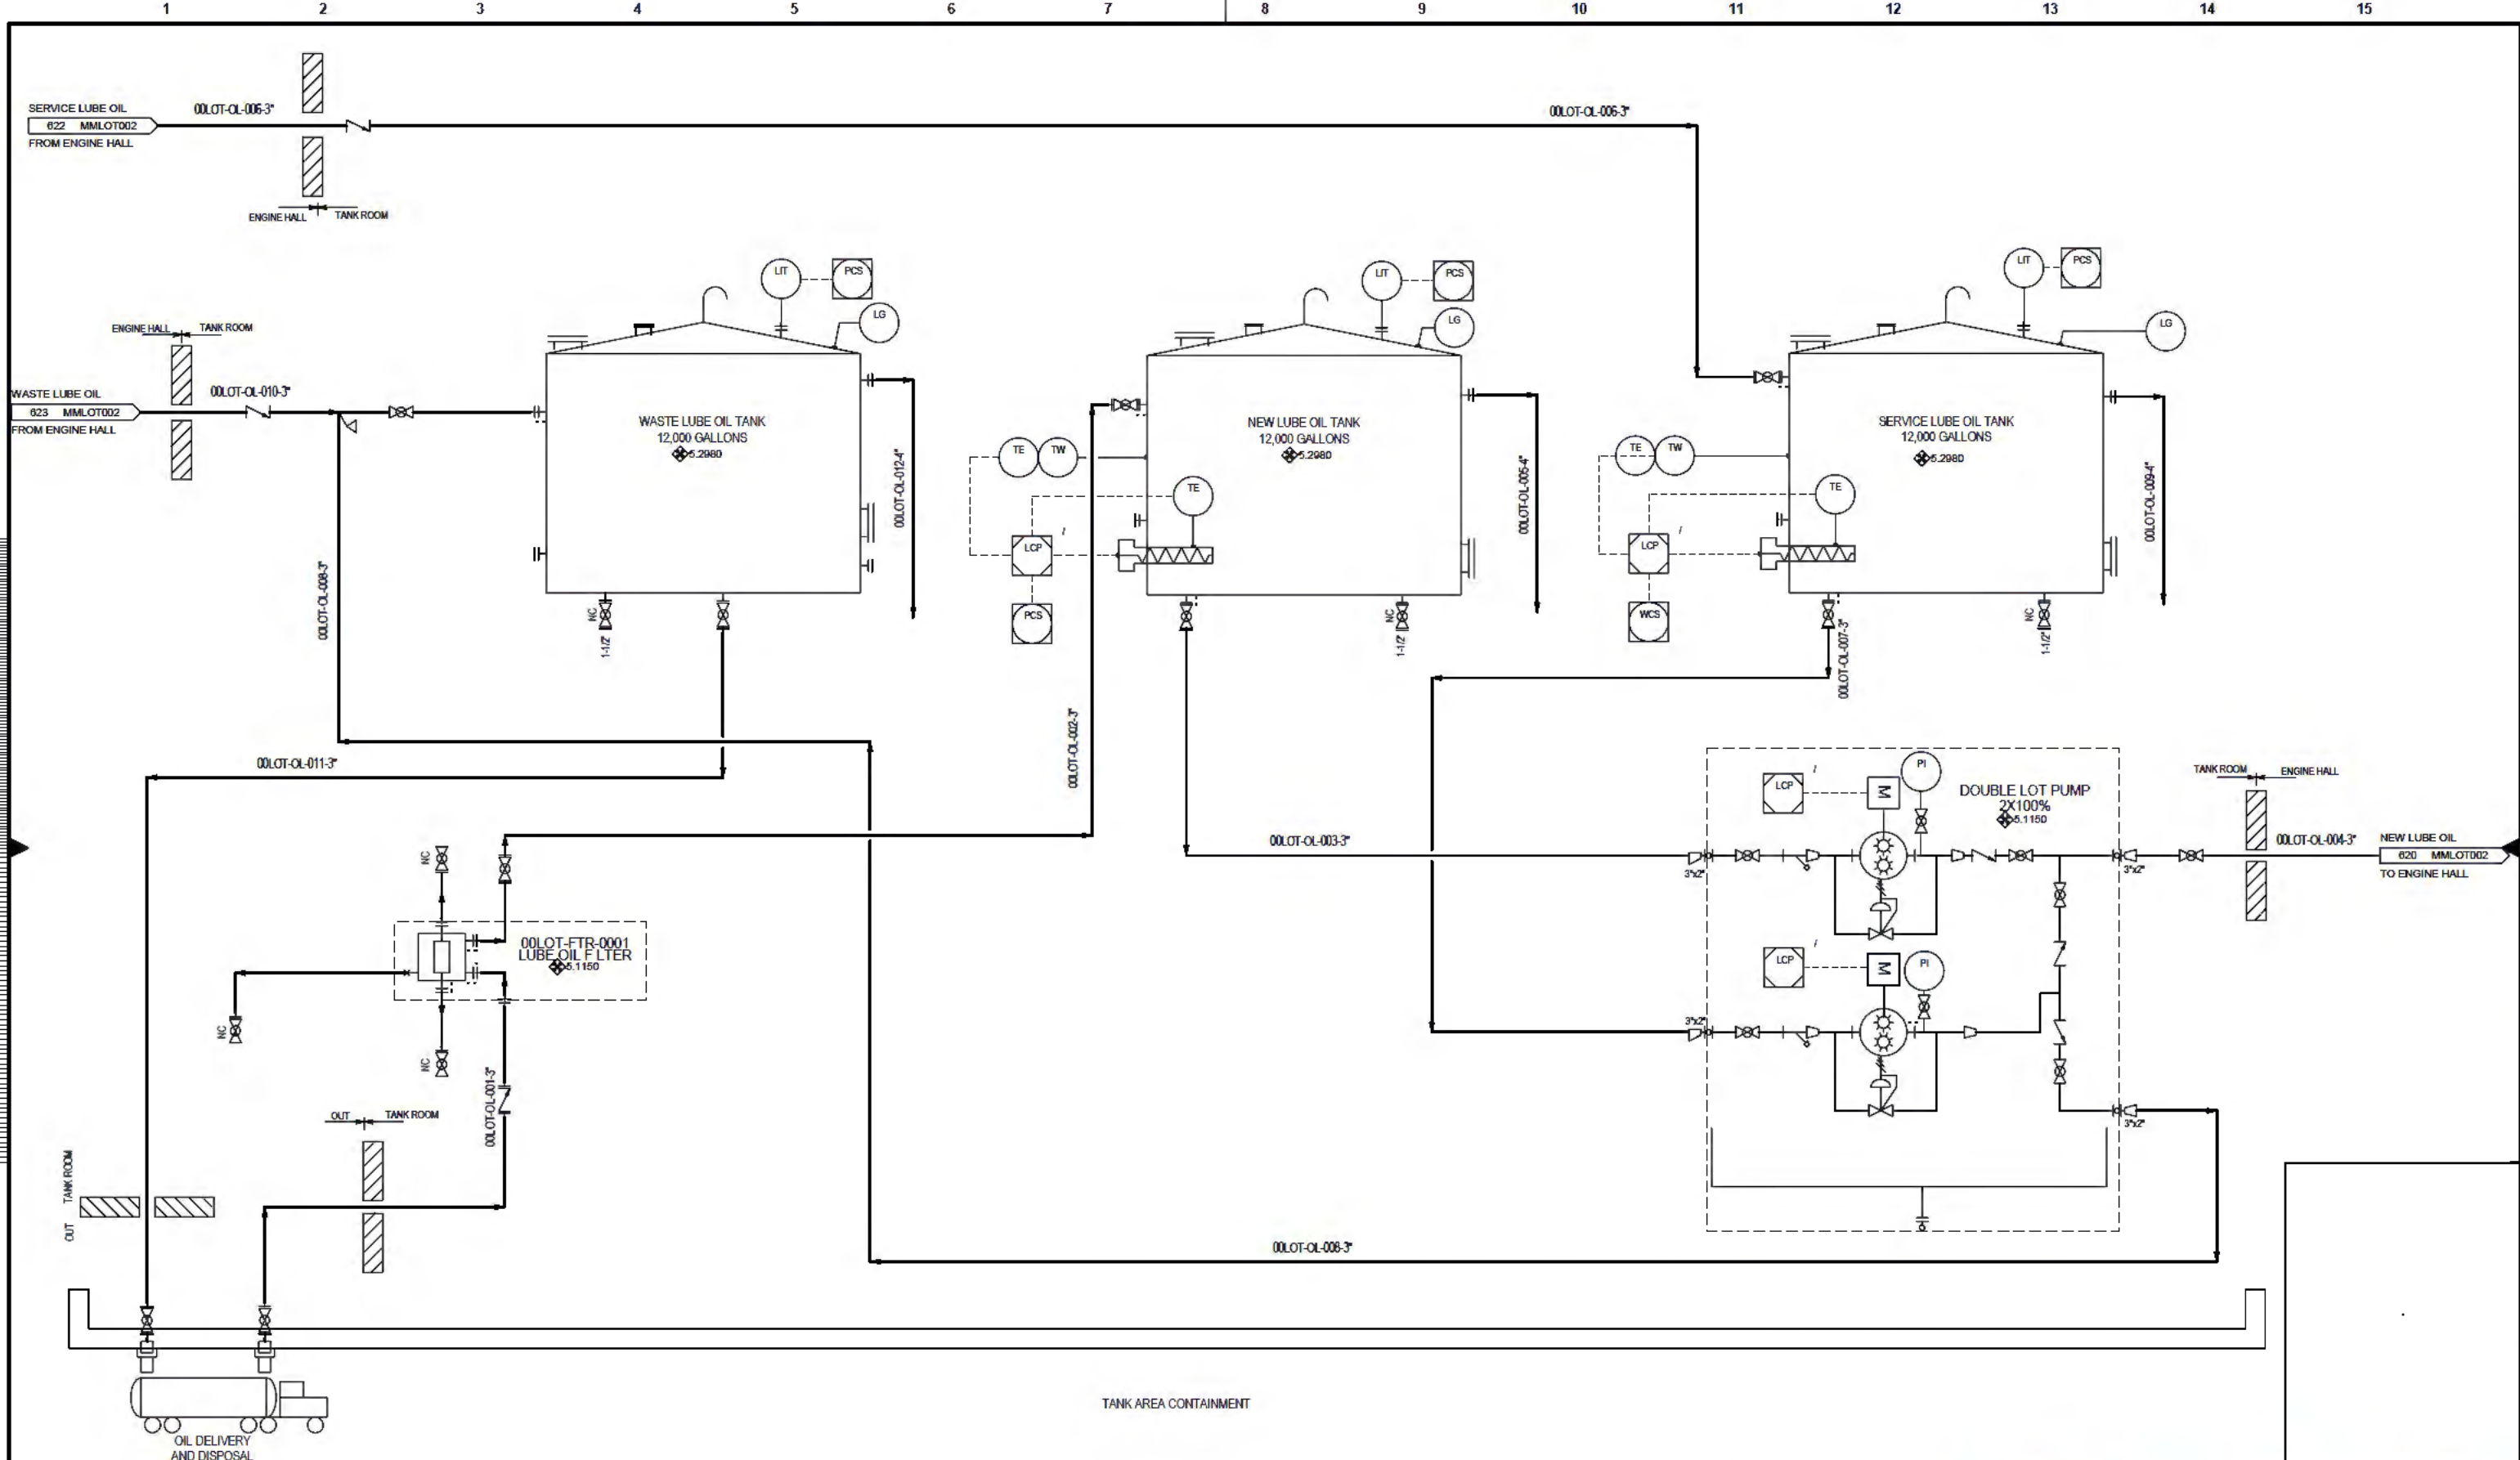 1 2 3 4 5 6 7 8 9 10 11 12 13 14 15
SERVICE LUBE OIL
00LOT-OL-006-3"
622 MMLOT002
FROM ENGINE HALL
ENGINE HALL TANK ROOM
00LOT-OL-006-3"
ENGINE HALL TANK ROOM
WASTE LUBE OIL
00LOT-OL-010-3"
623 MMLOT002
FROM ENGINE HALL
00LOT-OL-008-3"
LIT
PCS
LG
WASTE LUBE OIL TANK
12,000 GALLONS
5.2980
00LOT-OL-012-4"
NC
1-1/2"
00LOT-OL-011-3"
LIT
PCS
LG
NEW LUBE OIL TANK
12,000 GALLONS
5.2980
TE
TW
TE
LCP
PCS
00LOT-OL-005-4"
NC
1-1/2"
00LOT-OL-002-3"
LIT
PCS
LG
SERVICE LUBE OIL TANK
12,000 GALLONS
5.2980
TE
TW
TE
LCP
WCS
00LOT-OL-009-4"
00LOT-OL-007-3"
NC
1-1/2"
00LOT-OL-003-3"
LCP
M
PI
DOUBLE LOT PUMP
2X100%
5.1150
3"x2"
3"x2"
LCP
M
PI
3"x2"
3"x2"
TANK ROOM ENGINE HALL
00LOT-OL-004-3"
NEW LUBE OIL
620 MMLOT002
TO ENGINE HALL
NC
00LOT-FTR-0001
LUBE OIL F LTER
5.1150
NC
NC
00LOT-OL-001-3"
OUT TANK ROOM
OUT TANK ROOM
00LOT-OL-008-3"
OIL DELIVERY
AND DISPOSAL
TANK AREA CONTAINMENT